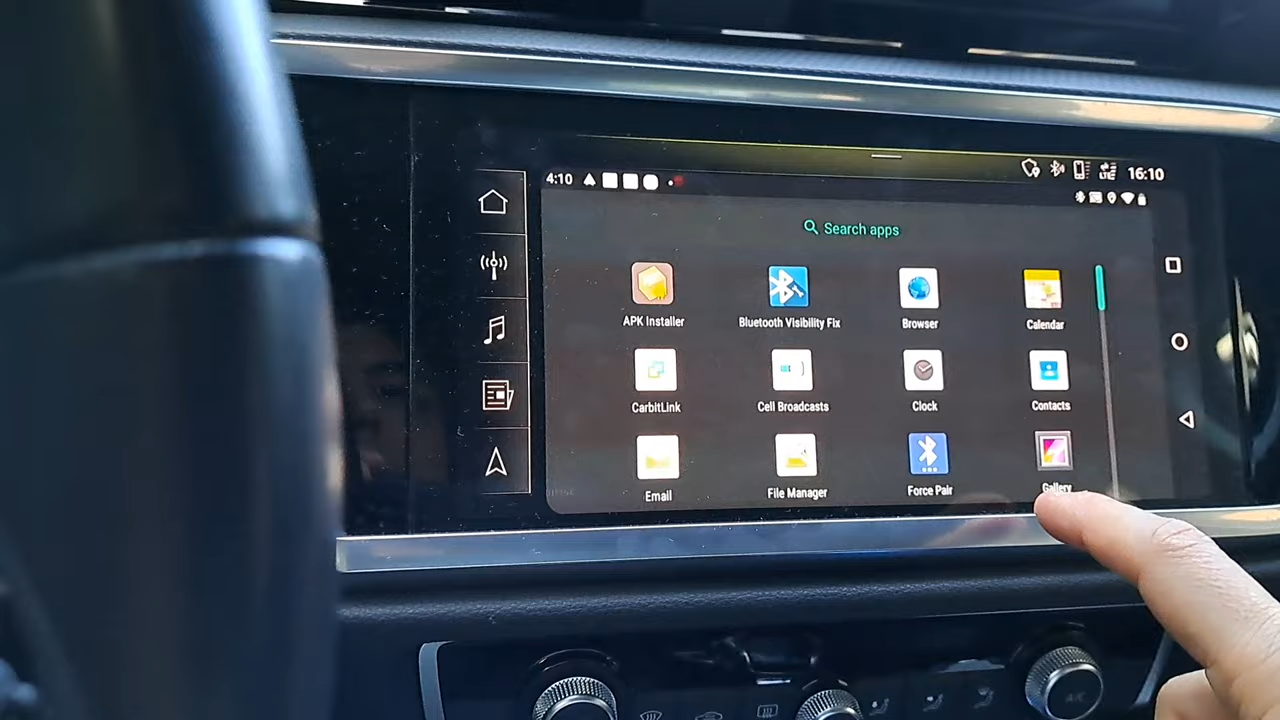 4:10
LTE 16:10
Search apps
APK Installer Bluetooth Visibility Fix Browser Calendar
CarbitLink Cell Broadcasts Clock Contacts
Email File Manager Force Pair Gallery
A/C